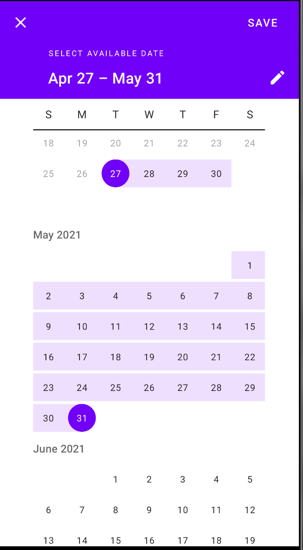 SAVE
SELECT AVAILABLE DATE
Apr 27 – May 31
S M T W T F S
18 19 20 21 22 23 24
25 26 27 28 29 30
May 2021
1
2 3 4 5 6 7 8
9 10 11 12 13 14 15
16 17 18 19 20 21 22
23 24 25 26 27 28 29
30 31
June 2021
1 2 3 4 5
6 7 8 9 10 11 12
13 14 15 16 17 18 19